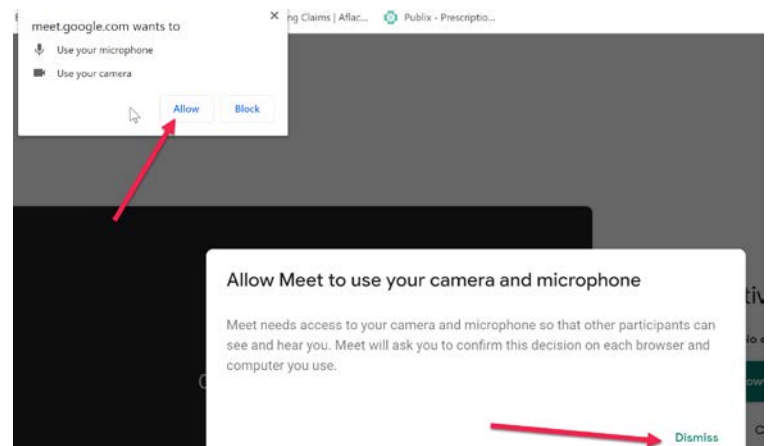 meet.google.com wants to
Use your microphone
Use your camera
Allow Block
ng Claims | Aflac... Publix - Prescriptio...
Allow Meet to use your camera and microphone
Meet needs access to your camera and microphone so that other participants can
see and hear you. Meet will ask you to confirm this decision on each browser and
computer you use.
Dismiss